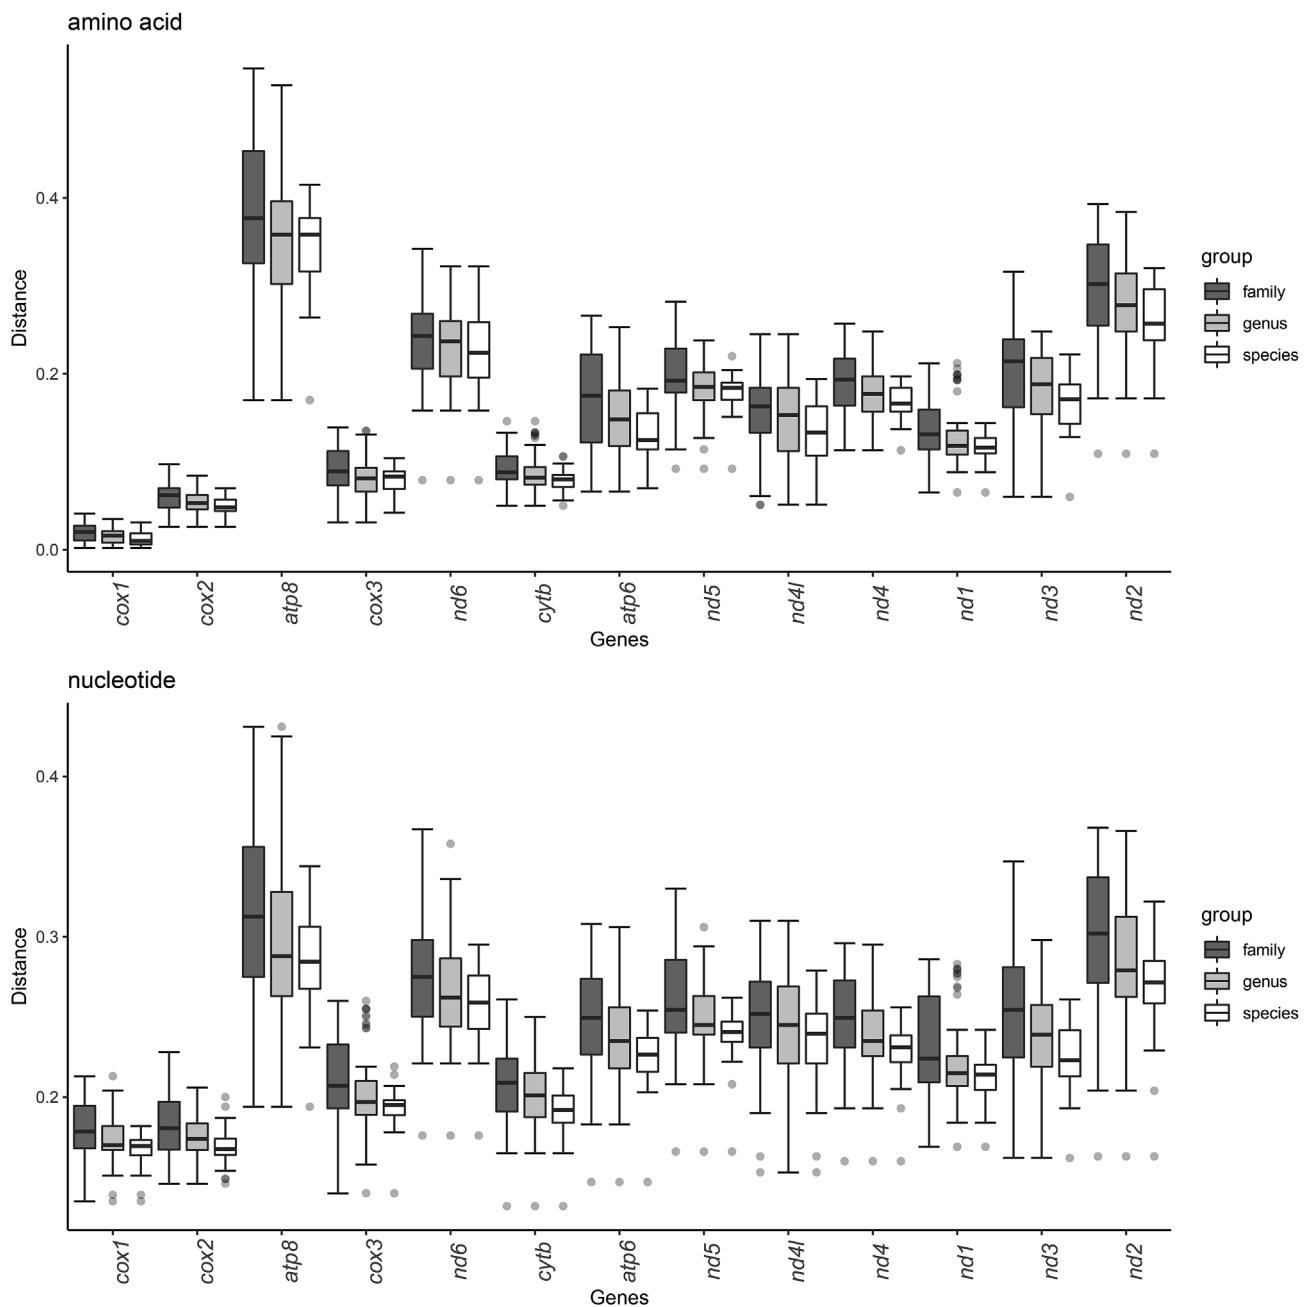 amino acid
Distance
0.4
0.2
0.0
cox1 cox2 atp8 cox3 nd6 cytb atp6 nd5 nd4l nd4 nd1 nd3 nd2
Genes
group
family
genus
species
nucleotide
Distance
0.4
0.3
0.2
cox1 cox2 atp8 cox3 nd6 cytb atp6 nd5 nd4l nd4 nd1 nd3 nd2
Genes
group
family
genus
species